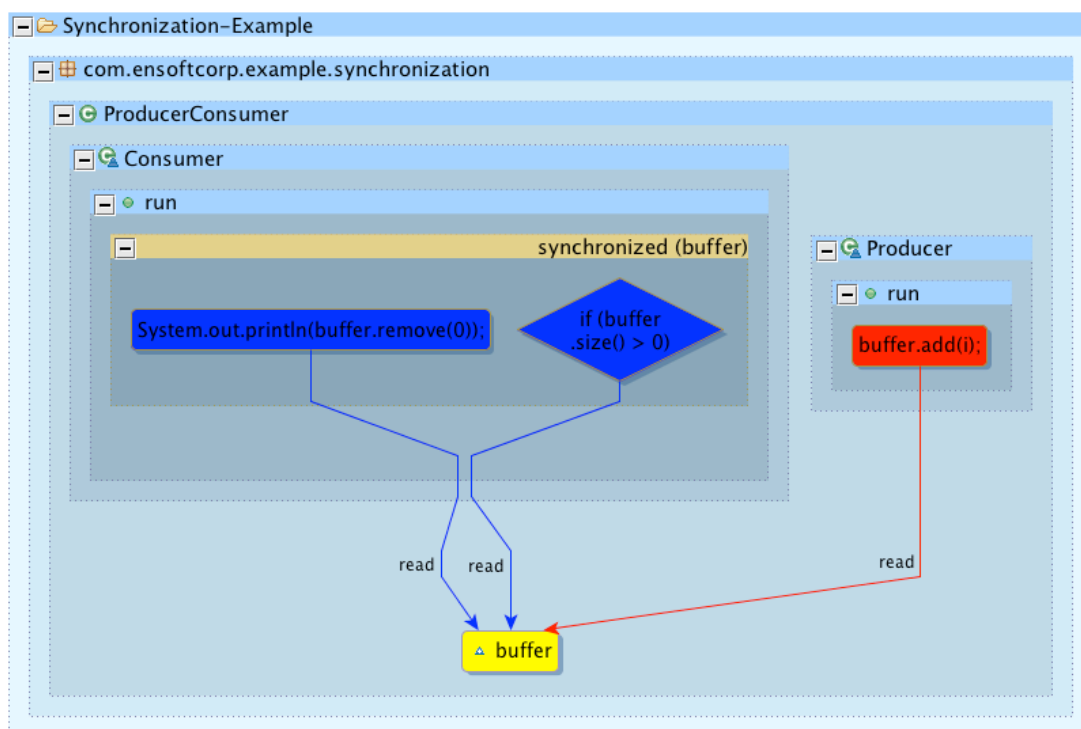 Synchronization-Example
com.ensoftcorp.example.synchronization
ProducerConsumer
Consumer
run
synchronized (buffer)
System.out.println(buffer.remove(0));
if (buffer
.size() > 0)
Producer
run
buffer.add(i);
read
read
read
buffer